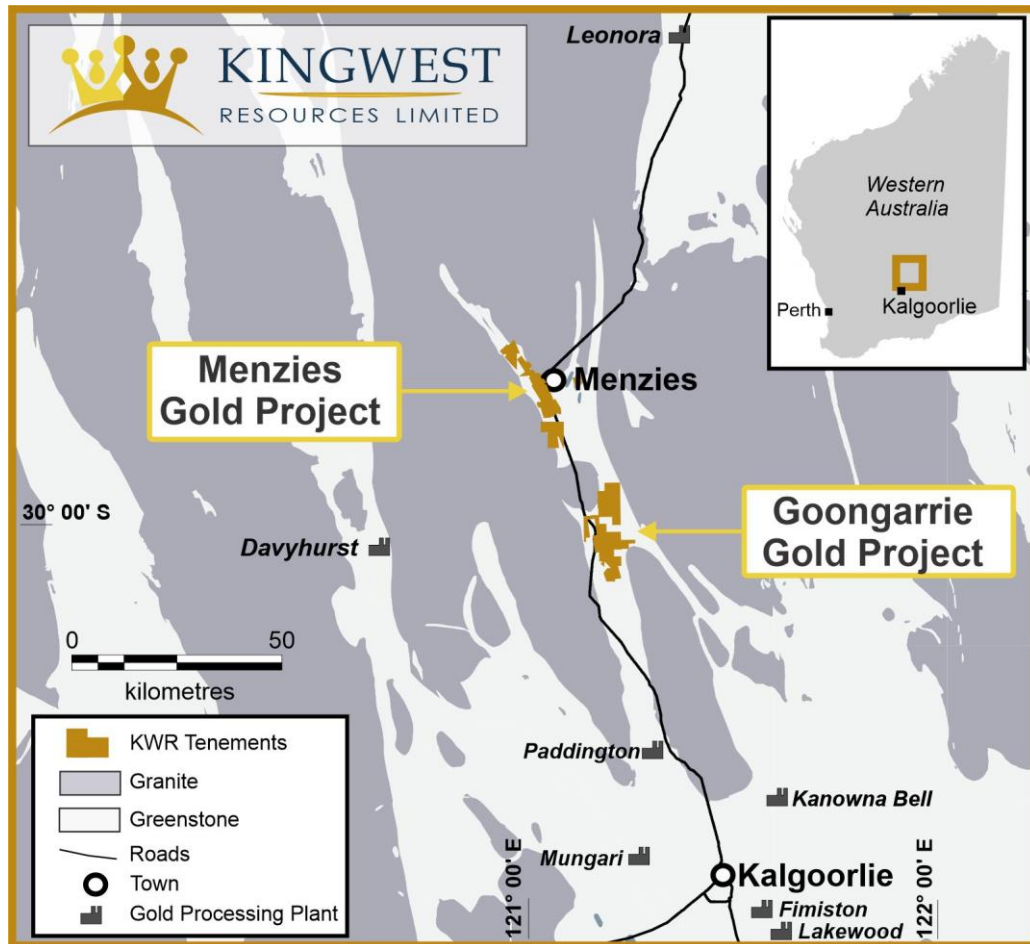 Leonora
KINGWEST
RESOURCES LIMITED
Western
Australia
Perth
Kalgoorlie
Menzies
Gold Project
Menzies
30° 00' S
Davyhurst
Goongarrie
Gold Project
0 50
kilometres
KWR Tenements
Granite
Greenstone
Roads
Town
Gold Processing Plant
Paddington
Kanowna Bell
Mungari
121° 00' E
Kalgoorlie
122° 00' E
Fimiston
Lakewood